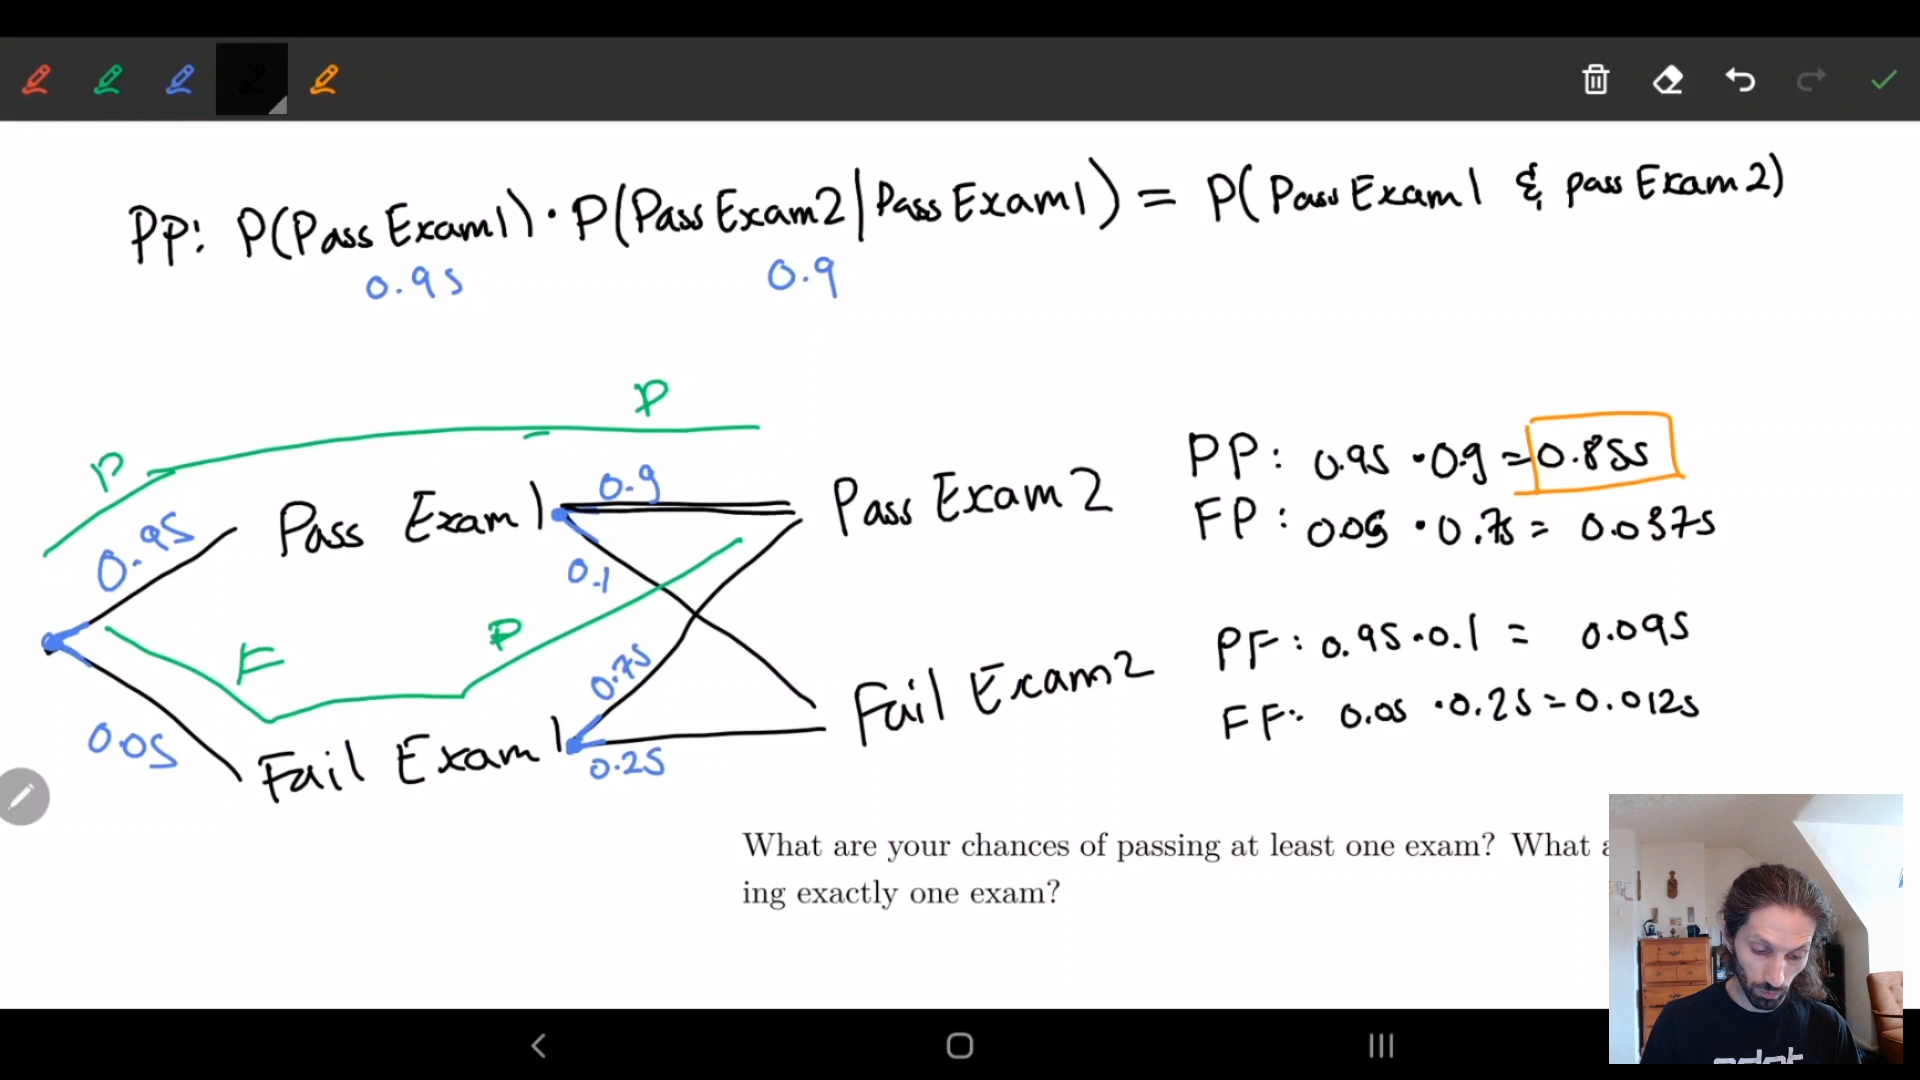 PP: P(Pass Exam1) · P(Pass Exam2|Pass Exam1) = P(Pass Exam1 & pass Exam2)
0.95 0.9
P
P
0.95
Pass Exam1
0.9
Pass Exam2
0.1
F
P
0.75
0.05
Fail Exam1
0.25
Fail Exam2
PP: 0.95 · 0.9 = 0.855
FP: 0.05 · 0.75 = 0.0375
PF: 0.95 · 0.1 = 0.095
FF: 0.05 · 0.25 = 0.0125
What are your chances of passing at least one exam? What
ing exactly one exam?